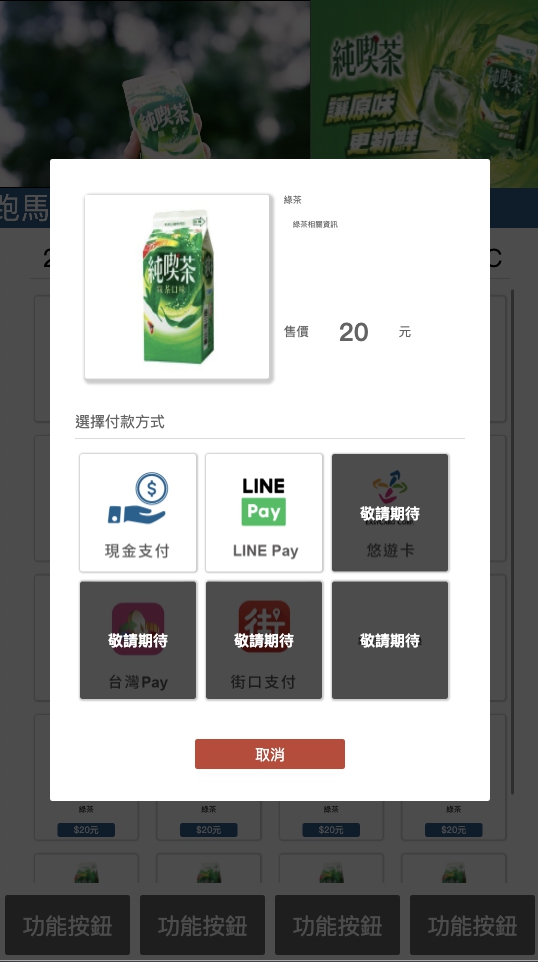 純喫茶
純喫茶
讓原味
更新鮮
跑馬
2
C
綠茶
綠茶相關資訊
純喫茶
綠茶口味
售價 20 元
選擇付款方式
$
現金支付
LINE
Pay
LINE Pay
敬請期待
EASYCARD CORP.
悠遊卡
敬請期待
台灣Pay
街
敬請期待
街口支付
敬請期待
取消
綠茶 綠茶 綠茶 綠茶
$20元 $20元 $20元 $20元
功能按鈕 功能按鈕 功能按鈕 功能按鈕